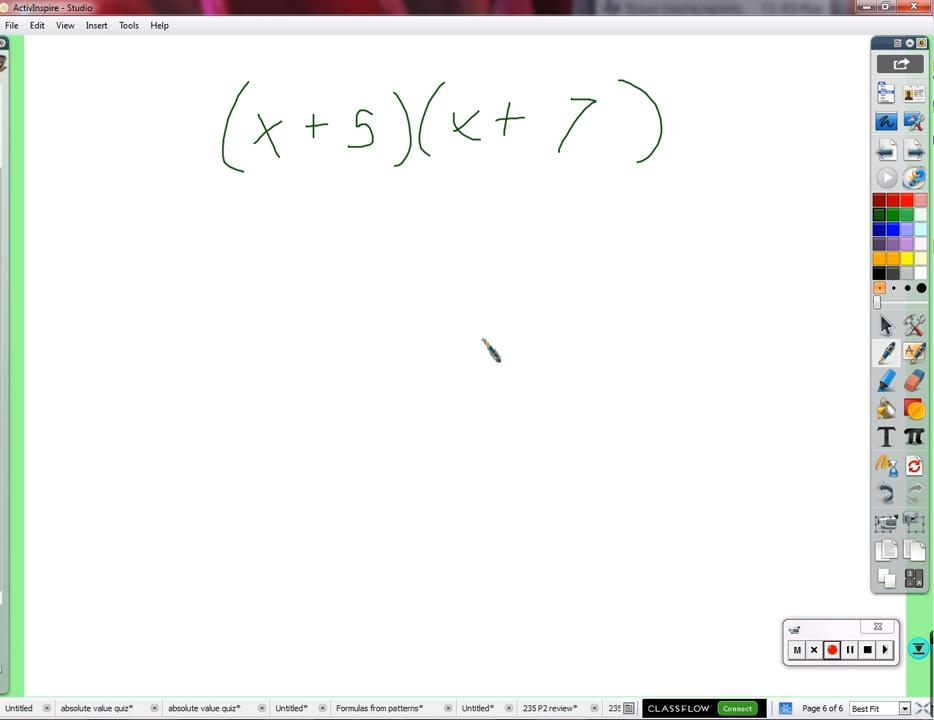 ActivInspire - Studio
File Edit View Insert Tools Help
(x + 5)(x + 7 )
T π
M
Untitled absolute value quiz* absolute value quiz* Untitled* Formulas from patterns* Untitled* 235 P2 review* 235 CLASSFLOW Connect Page 6 of 6 Best Fit